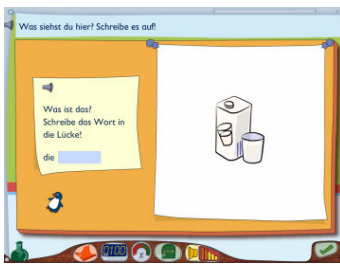 Was siehst du hier? Schreibe es auf!
Was ist das?
Schreibe das Wort in
die Lücke!
die